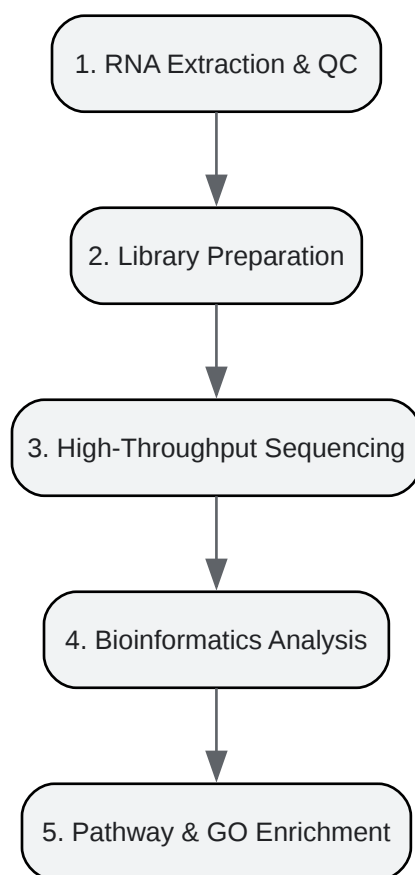 1. RNA Extraction & QC
2. Library Preparation
3. High-Throughput Sequencing
4. Bioinformatics Analysis
5. Pathway & GO Enrichment